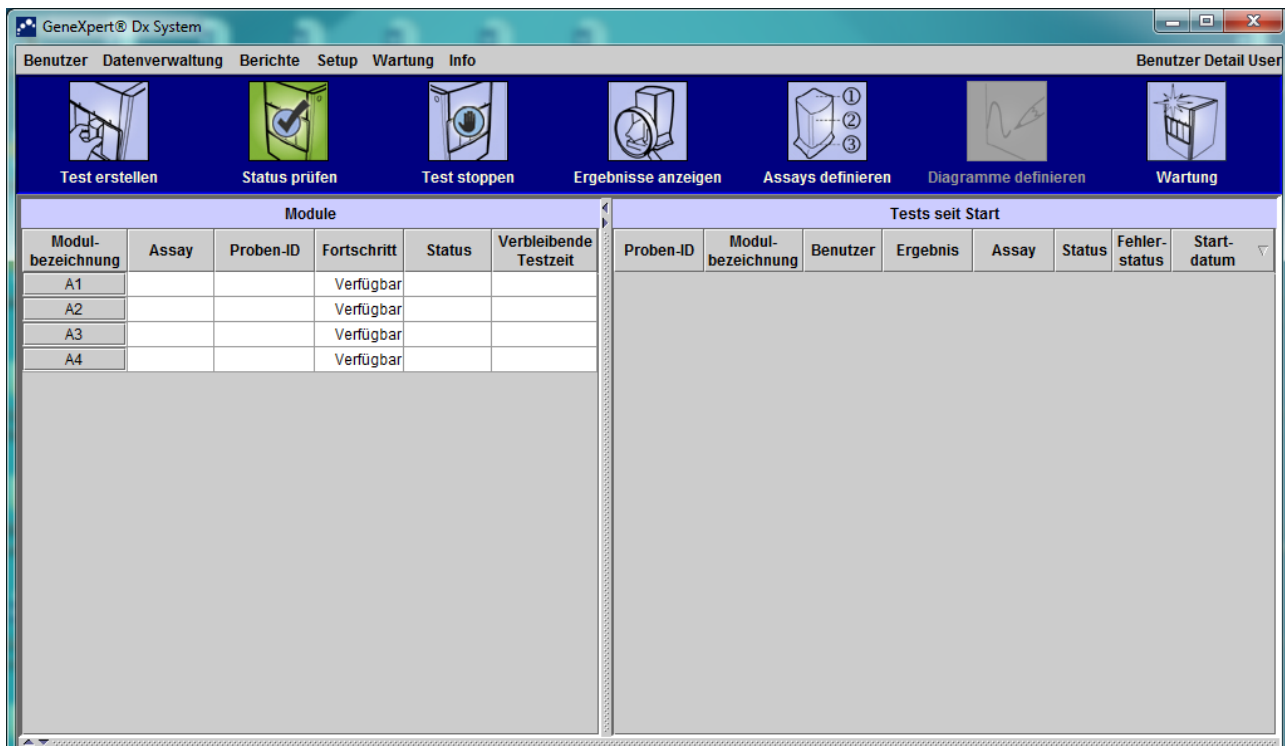 GeneXpert® Dx System
Benutzer Datenverwaltung Berichte Setup Wartung Info Benutzer Detail User
① ② ③
Test erstellen Status prüfen Test stoppen Ergebnisse anzeigen Assays definieren Diagramme definieren Wartung
Module
Modul-
bezeichnung Assay Proben-ID Fortschritt Status Verbleibende
Testzeit
A1 Verfügbar
A2 Verfügbar
A3 Verfügbar
A4 Verfügbar
Tests seit Start
Proben-ID Modul-
bezeichnung Benutzer Ergebnis Assay Status Fehler-
status Start-
datum